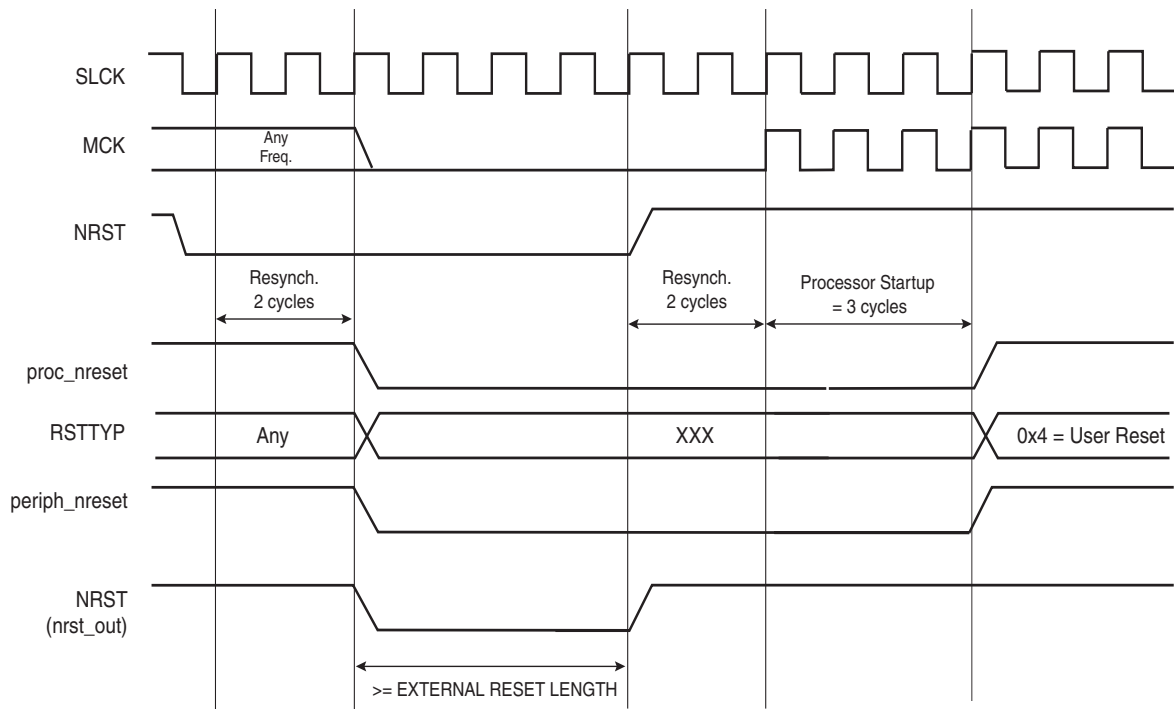 SLCK
MCK
Any
Freq.
NRST
Resynch.
2 cycles
Resynch.
2 cycles
Processor Startup
= 3 cycles
proc_nreset
RSTTYP
Any
XXX
0x4 = User Reset
periph_nreset
NRST
(nrst_out)
>= EXTERNAL RESET LENGTH